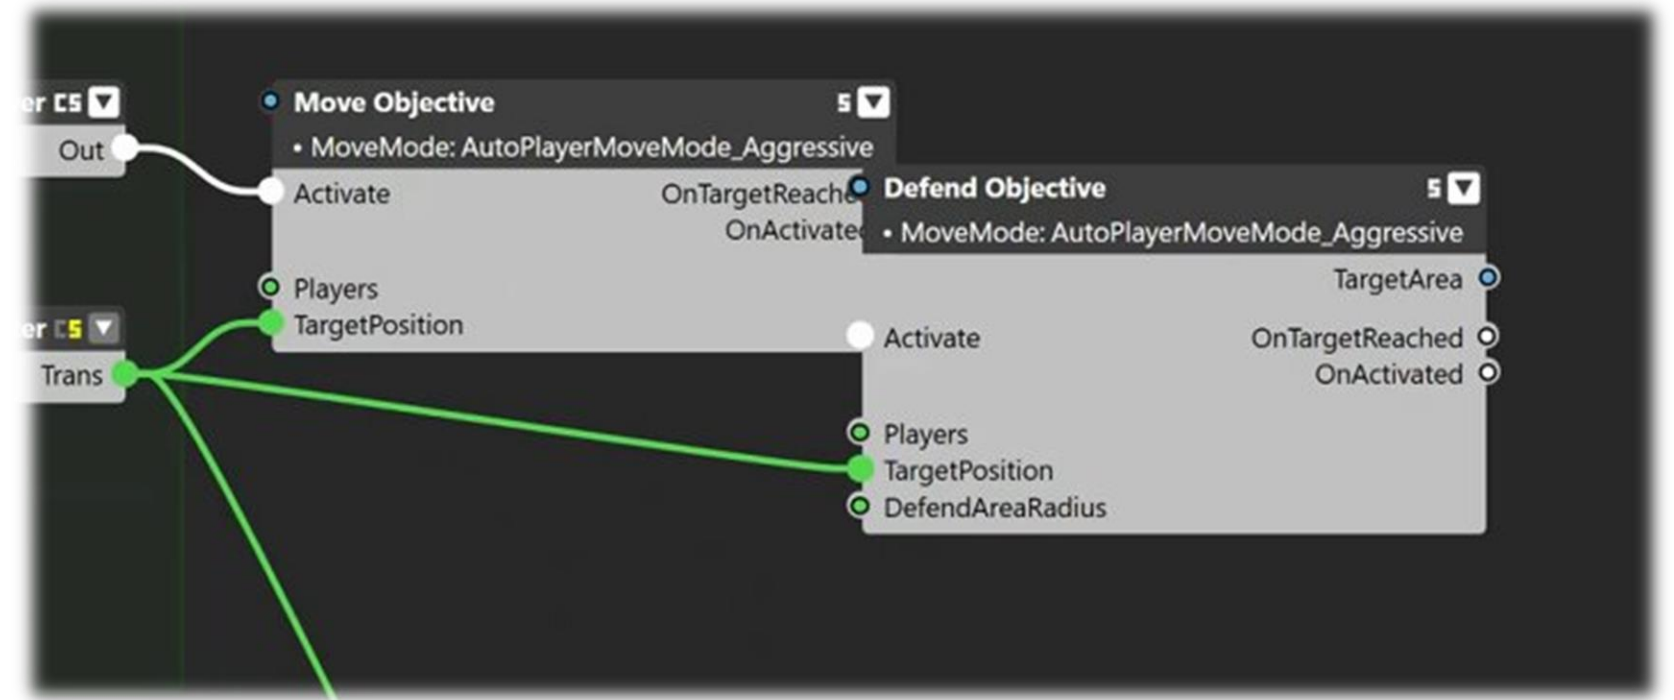 er CS
Out
Move Objective S
• MoveMode: AutoPlayerMoveMode_Aggressive
Activate OnTargetReache
OnActivated
Players
TargetPosition
er CS
Trans
Defend Objective S
• MoveMode: AutoPlayerMoveMode_Aggressive
TargetArea
Activate OnTargetReached
OnActivated
Players
TargetPosition
DefendAreaRadius